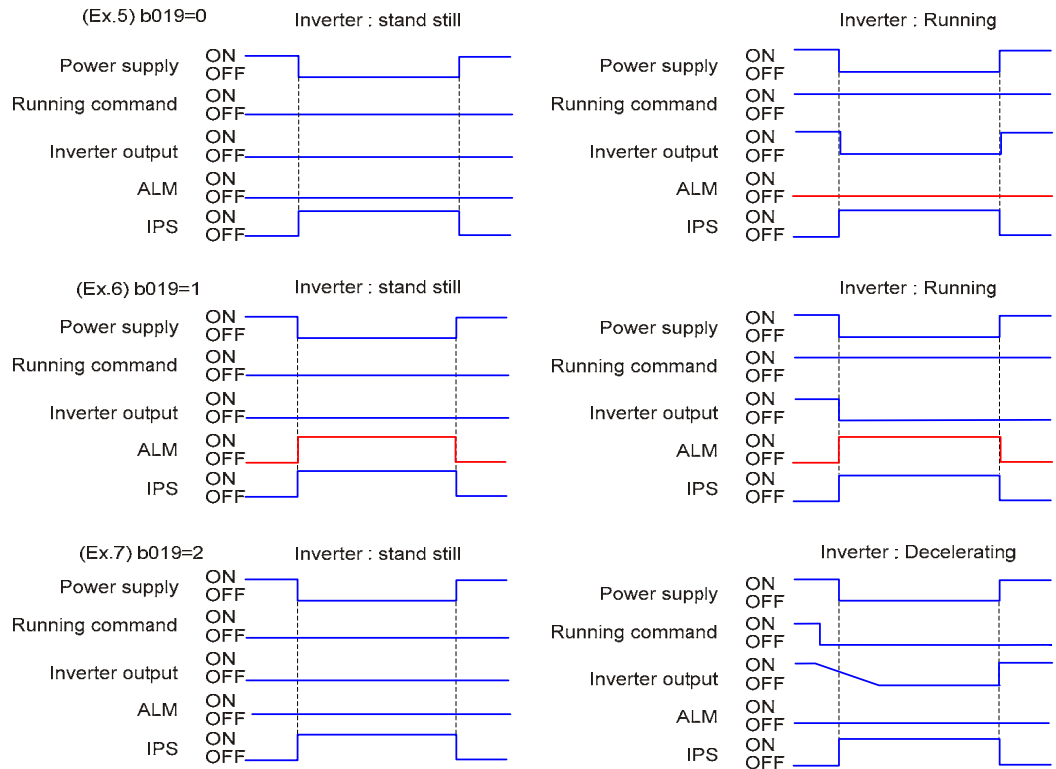 (Ex.5) b019=0
Inverter : stand still
Power supply ON OFF
Running command ON OFF
Inverter output ON OFF
ALM ON OFF
IPS ON OFF
Inverter : Running
Power supply ON OFF
Running command ON OFF
Inverter output ON OFF
ALM ON OFF
IPS ON OFF
(Ex.6) b019=1
Inverter : stand still
Power supply ON OFF
Running command ON OFF
Inverter output ON OFF
ALM ON OFF
IPS ON OFF
Inverter : Running
Power supply ON OFF
Running command ON OFF
Inverter output ON OFF
ALM ON OFF
IPS ON OFF
(Ex.7) b019=2
Inverter : stand still
Power supply ON OFF
Running command ON OFF
Inverter output ON OFF
ALM ON OFF
IPS ON OFF
Inverter : Decelerating
Power supply ON OFF
Running command ON OFF
Inverter output ON OFF
ALM ON OFF
IPS ON OFF